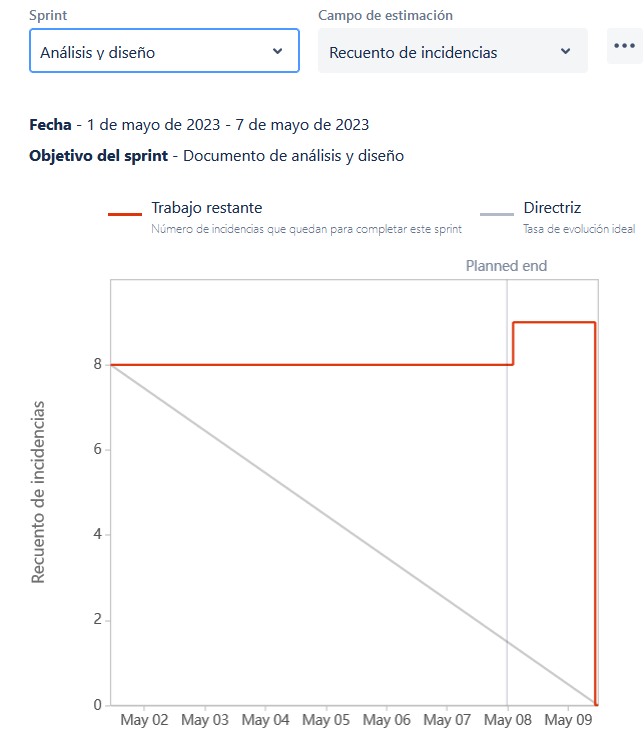 Sprint
Campo de estimación
Análisis y diseño
Recuento de incidencias
Fecha - 1 de mayo de 2023 - 7 de mayo de 2023
Objetivo del sprint - Documento de análisis y diseño
Trabajo restante
Número de incidencias que quedan para completar este sprint
Directriz
Tasa de evolución ideal
Planned end
Recuento de incidencias
8
6
4
2
0
May 02 May 03 May 04 May 05 May 06 May 07 May 08 May 09